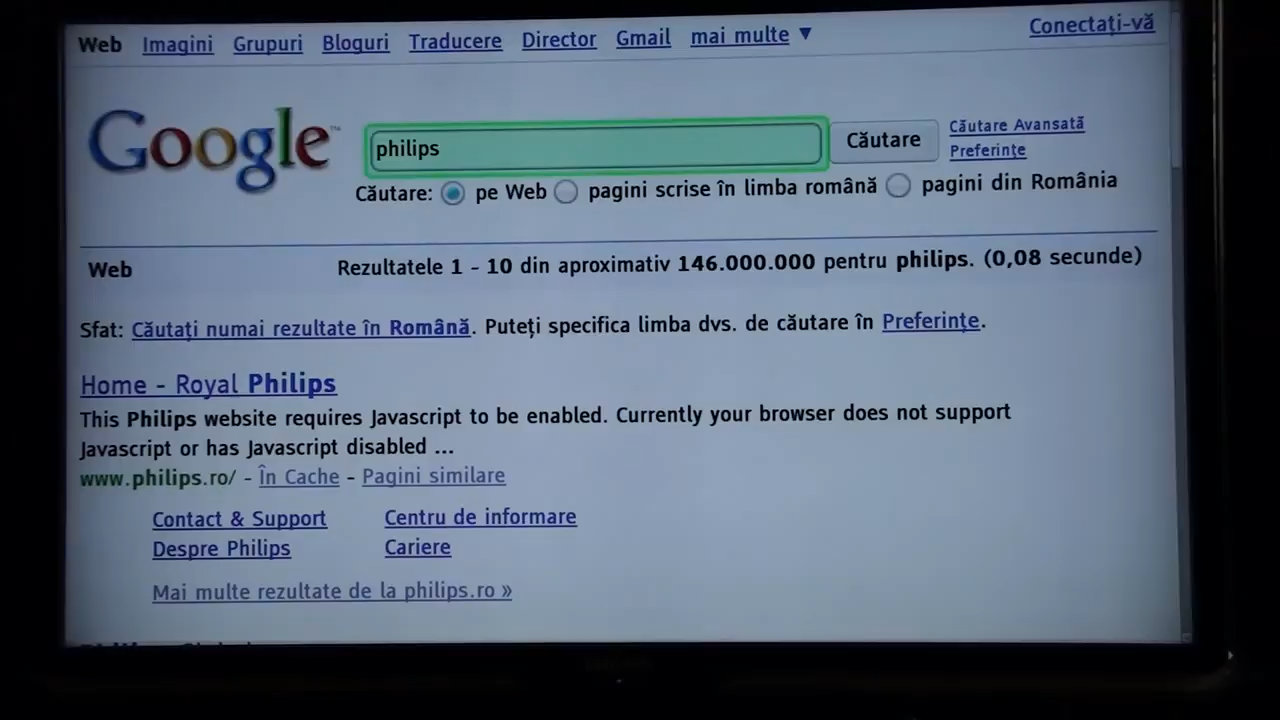 Web Imagini Grupuri Bloguri Traducere Director Gmail mai multe ▼ Conectați-vă
Google™ philips Căutare Căutare Avansată
Preferințe
Căutare: pe Web pagini scrise în limba română pagini din România
Web Rezultatele 1 - 10 din aproximativ 146.000.000 pentru philips. (0,08 secunde)
Sfat: Căutați numai rezultate în Română. Puteți specifica limba dvs. de căutare în Preferințe.
Home - Royal Philips
This Philips website requires Javascript to be enabled. Currently your browser does not support
Javascript or has Javascript disabled ...
www.philips.ro/ - În Cache - Pagini similare
Contact & Support Centru de informare
Despre Philips Cariere
Mai multe rezultate de la philips.ro »